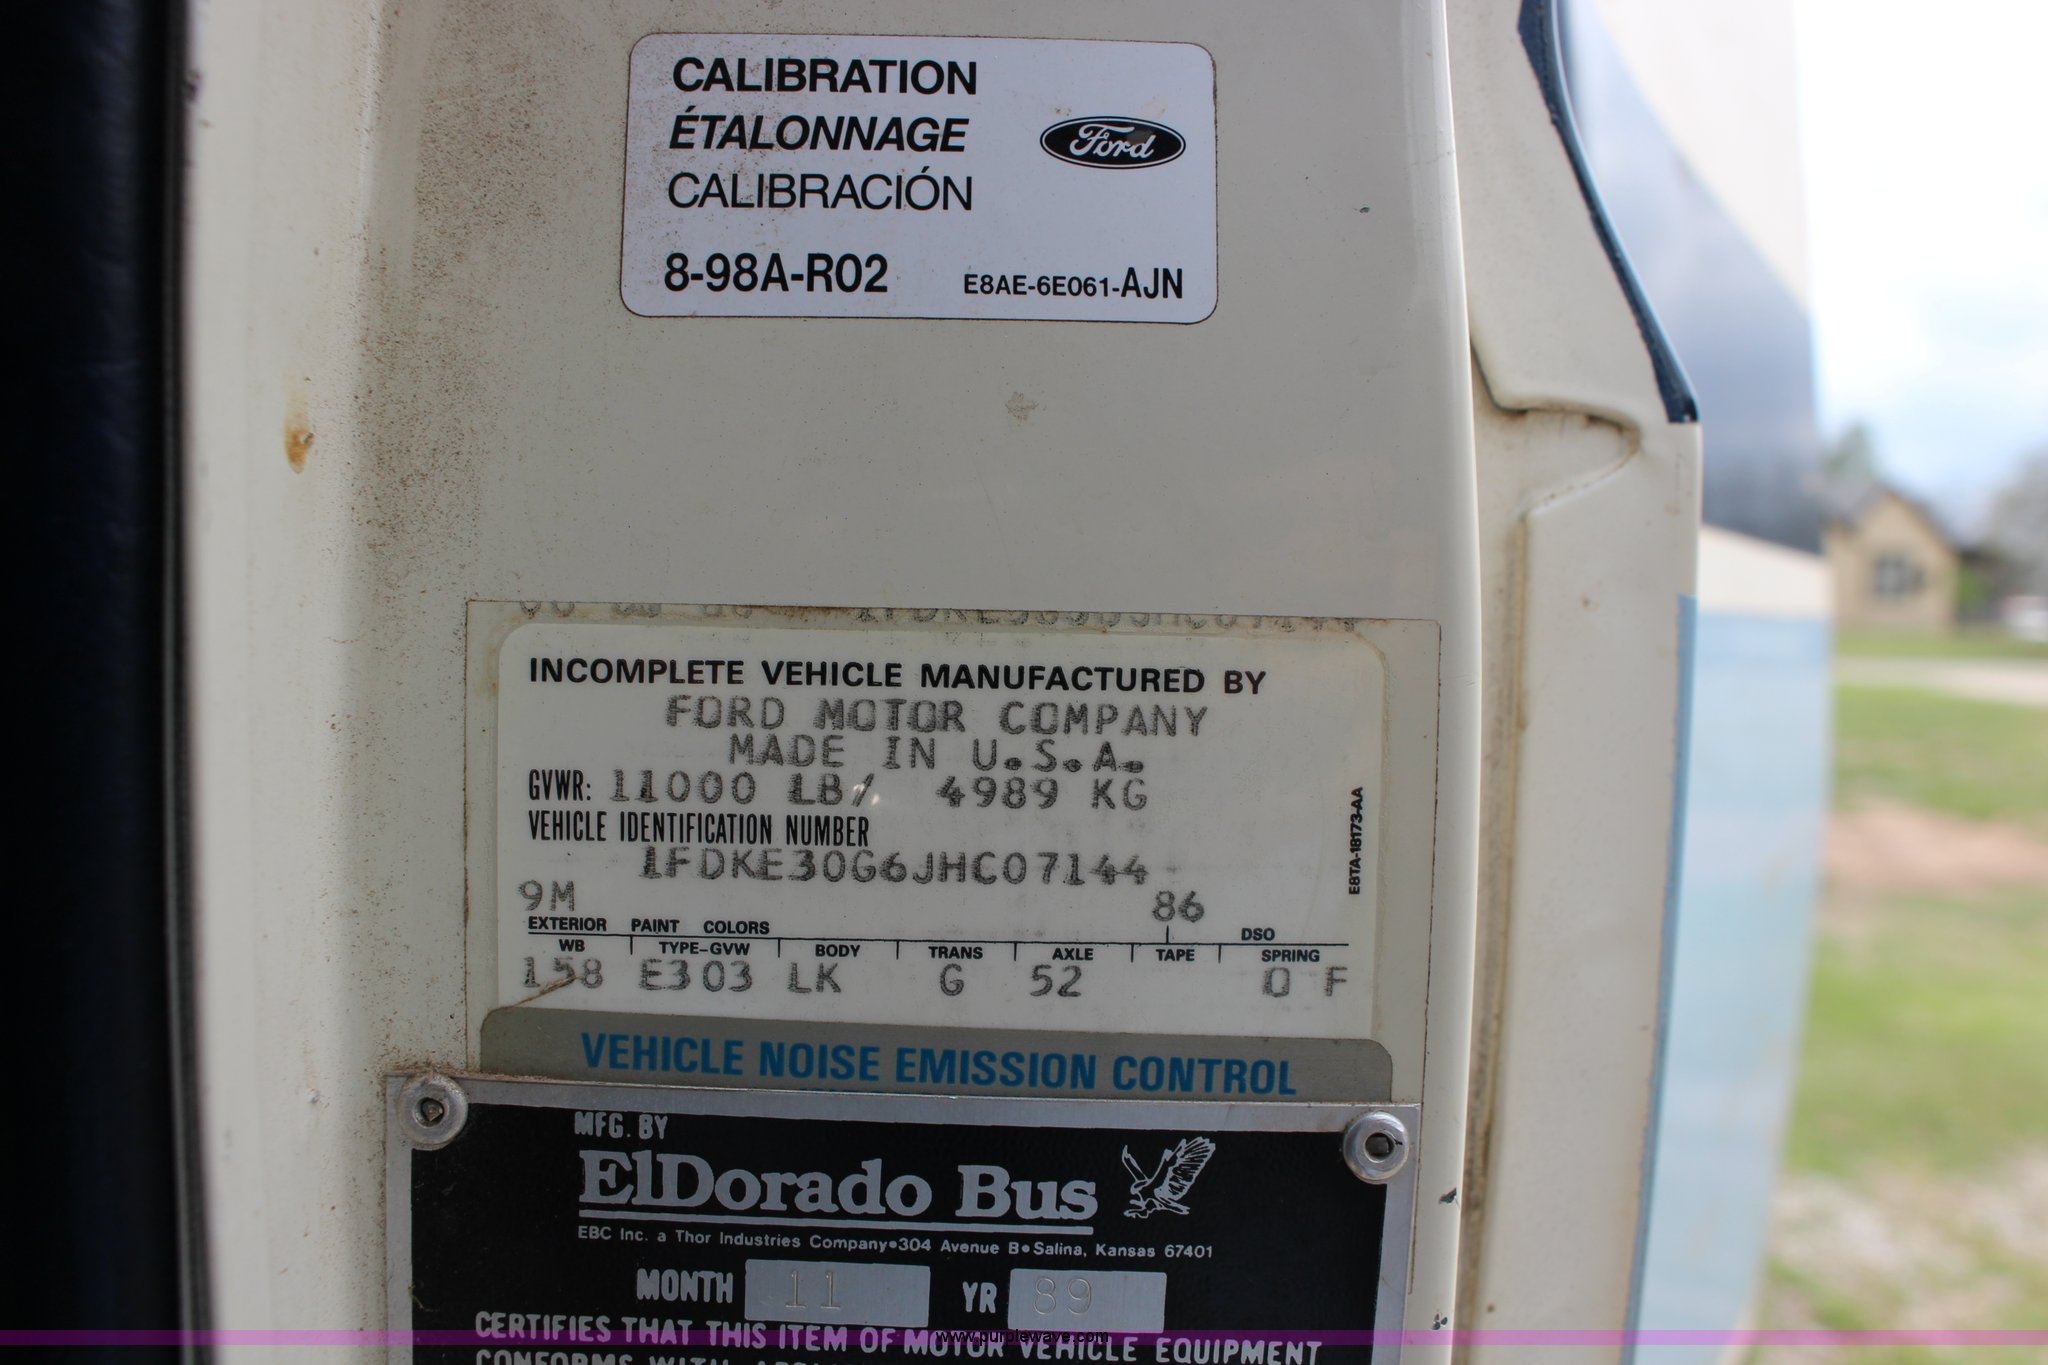 CALIBRATION
ÉTALONNAGE
CALIBRACIÓN
Ford
8-98A-R02 E8AE-6E061-AJN
INCOMPLETE VEHICLE MANUFACTURED BY
FORD MOTOR COMPANY
MADE IN U.S.A.
GVWR: 11000 LB/ 4989 KG
VEHICLE IDENTIFICATION NUMBER
1FDKE30G6JHC07144
E8TA-18173-AA
9M 86
EXTERIOR PAINT COLORS DSO
WB TYPE-GVW BODY TRANS AXLE TAPE SPRING
158 E303 LK G 52 O F
VEHICLE NOISE EMISSION CONTROL
MFG. BY
ElDorado Bus
EBC Inc. a Thor Industries Company•304 Avenue B•Salina, Kansas 67401
MONTH 11 YR 89
CERTIFIES THAT THIS ITEM OF MOTOR VEHICLE EQUIPMENT
www.purplewave.com
CONFORMS WITH